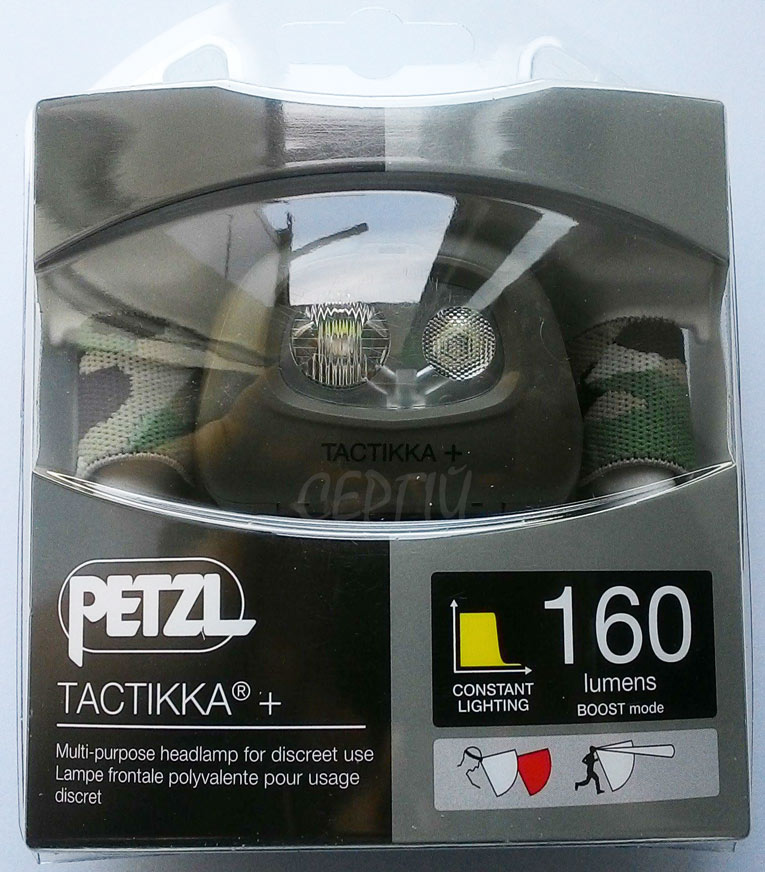 TACTIKKA +
СЕРГІЙ
PETZL
TACTIKKA® +
Multi-purpose headlamp for discreet use
Lampe frontale polyvalente pour usage
discret
CONSTANT
LIGHTING
160
lumens
BOOST mode